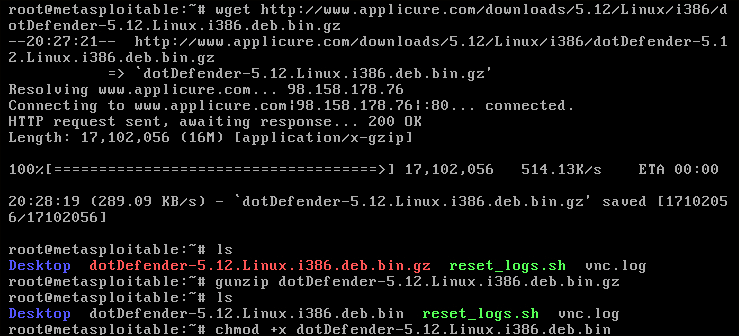 root@metasploitable:~# wget http://www.applicure.com/downloads/5.12/Linux/i386/d
otDefender-5.12.Linux.i386.deb.bin.gz
--20:27:21--  http://www.applicure.com/downloads/5.12/Linux/i386/dotDefender-5.1
2.Linux.i386.deb.bin.gz
           => `dotDefender-5.12.Linux.i386.deb.bin.gz'
Resolving www.applicure.com... 98.158.178.76
Connecting to www.applicure.com|98.158.178.76|:80... connected.
HTTP request sent, awaiting response... 200 OK
Length: 17,102,056 (16M) [application/x-gzip]
100%[====================================>] 17,102,056   514.13K/s    ETA 00:00
20:28:19 (289.09 KB/s) - `dotDefender-5.12.Linux.i386.deb.bin.gz' saved [1710205
6/17102056]
root@metasploitable:~# ls
Desktop  dotDefender-5.12.Linux.i386.deb.bin.gz  reset_logs.sh  vnc.log
root@metasploitable:~# gunzip dotDefender-5.12.Linux.i386.deb.bin.gz
root@metasploitable:~# ls
Desktop  dotDefender-5.12.Linux.i386.deb.bin  reset_logs.sh  vnc.log
root@metasploitable:~# chmod +x dotDefender-5.12.Linux.i386.deb.bin